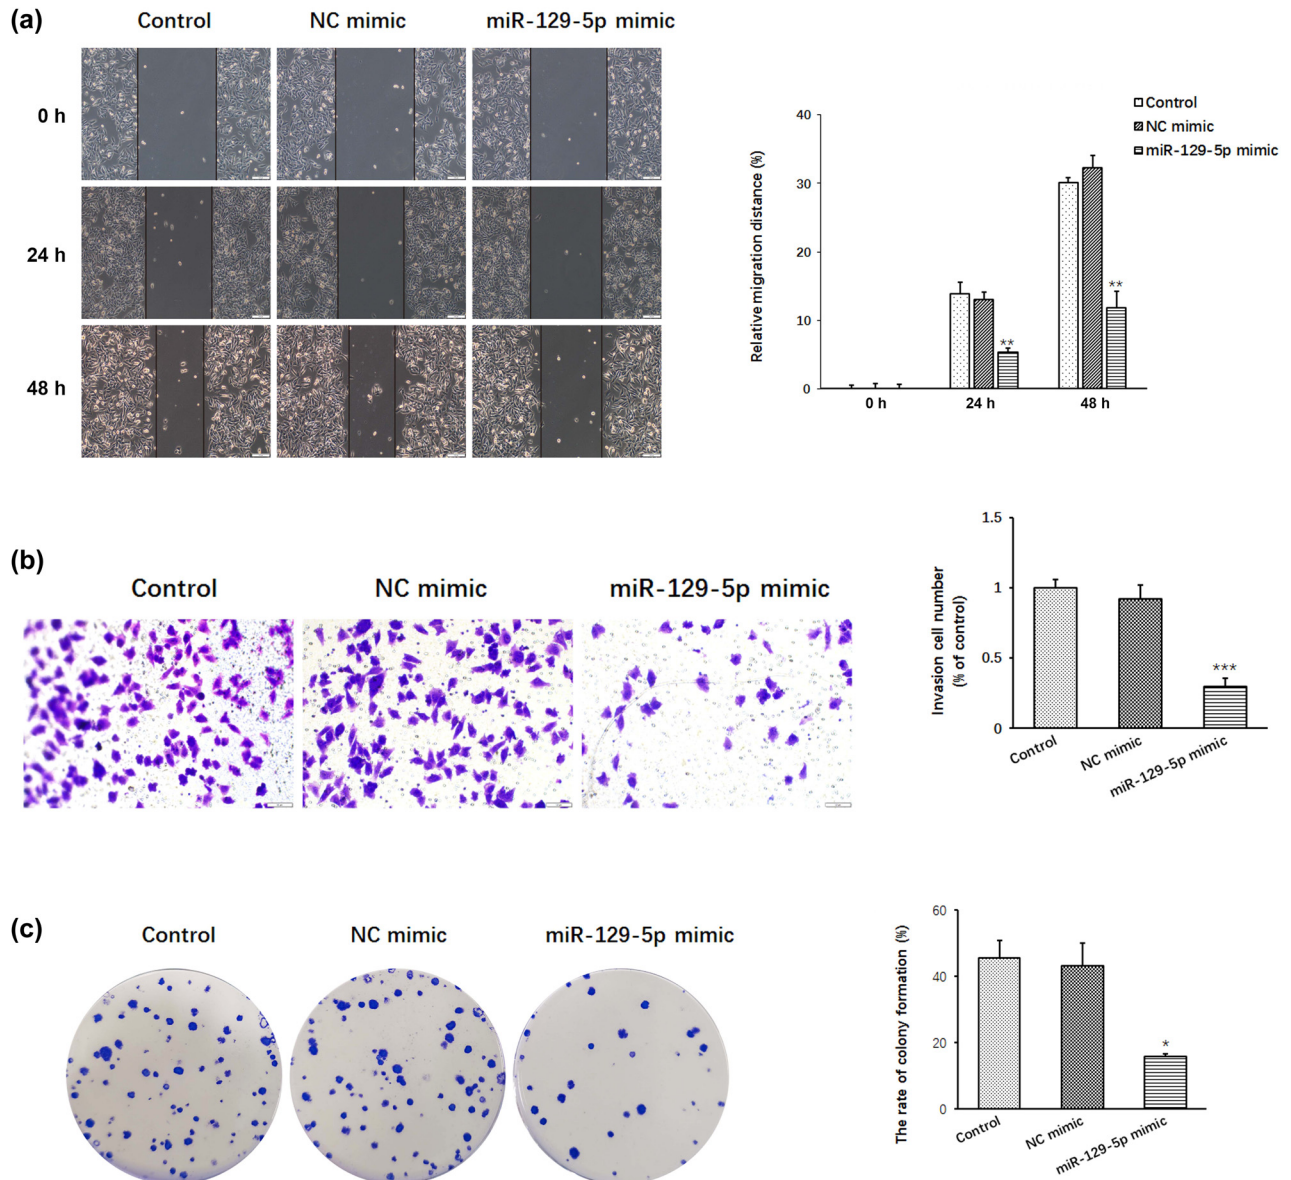 (a)
Control NC mimic miR-129-5p mimic
0 h
24 h
48 h
Control
NC mimic
miR-129-5p mimic
Relative migration distance (%)
40
30
20
10
0
**
**
0 h 24 h 48 h
(b)
Control NC mimic miR-129-5p mimic
Invasion cell number
(% of control)
1.5
1
0.5
0
***
Control NC mimic miR-129-5p mimic
(c)
Control NC mimic miR-129-5p mimic
The rate of colony formation (%)
60
40
20
0
*
Control NC mimic miR-129-5p mimic